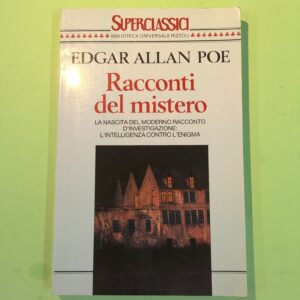 SUPERCLASSICI
BIBLIOTECA UNIVERSALE RIZZOLI
EDGAR ALLAN POE
Racconti
del mistero
LA NASCITA DEL MODERNO RACCONTO
D'INVESTIGAZIONE:
L'INTELLIGENZA CONTRO L'ENIGMA